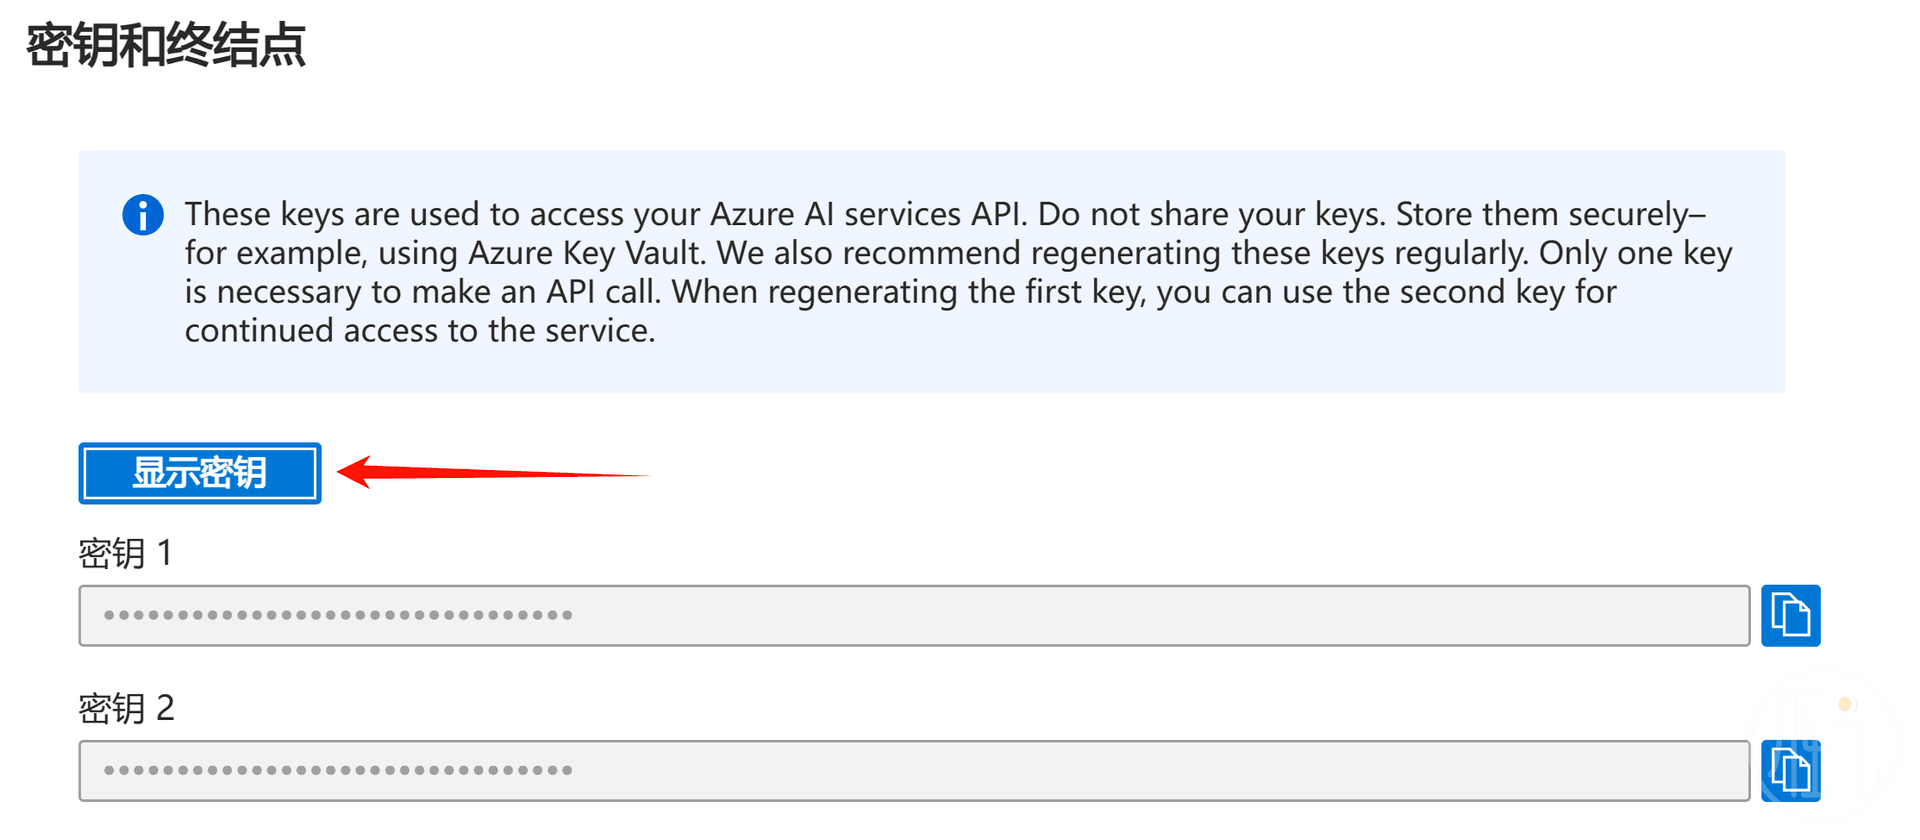 密钥和终结点
These keys are used to access your Azure AI services API. Do not share your keys. Store them securely–
for example, using Azure Key Vault. We also recommend regenerating these keys regularly. Only one key
is necessary to make an API call. When regenerating the first key, you can use the second key for
continued access to the service.
显示密钥
密钥 1
••••••••••••••••••••••••••••••••
密钥 2
••••••••••••••••••••••••••••••••